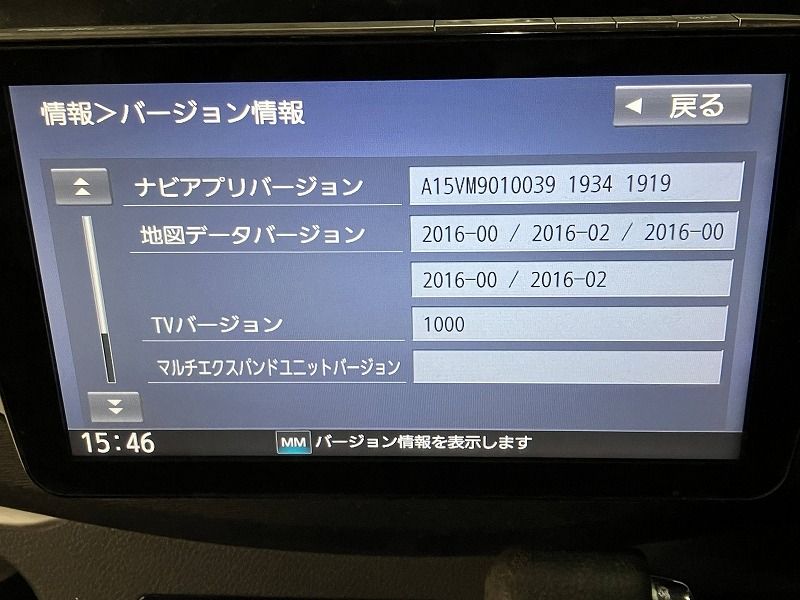 MAP
情報＞バージョン情報
◀ 戻る
ナビアプリバージョン A15VM9010039 1934 1919
地図データバージョン 2016-00 / 2016-02 / 2016-00
2016-00 / 2016-02
TVバージョン 1000
マルチエクスパンドユニットバージョン
15:46 MM バージョン情報を表示します